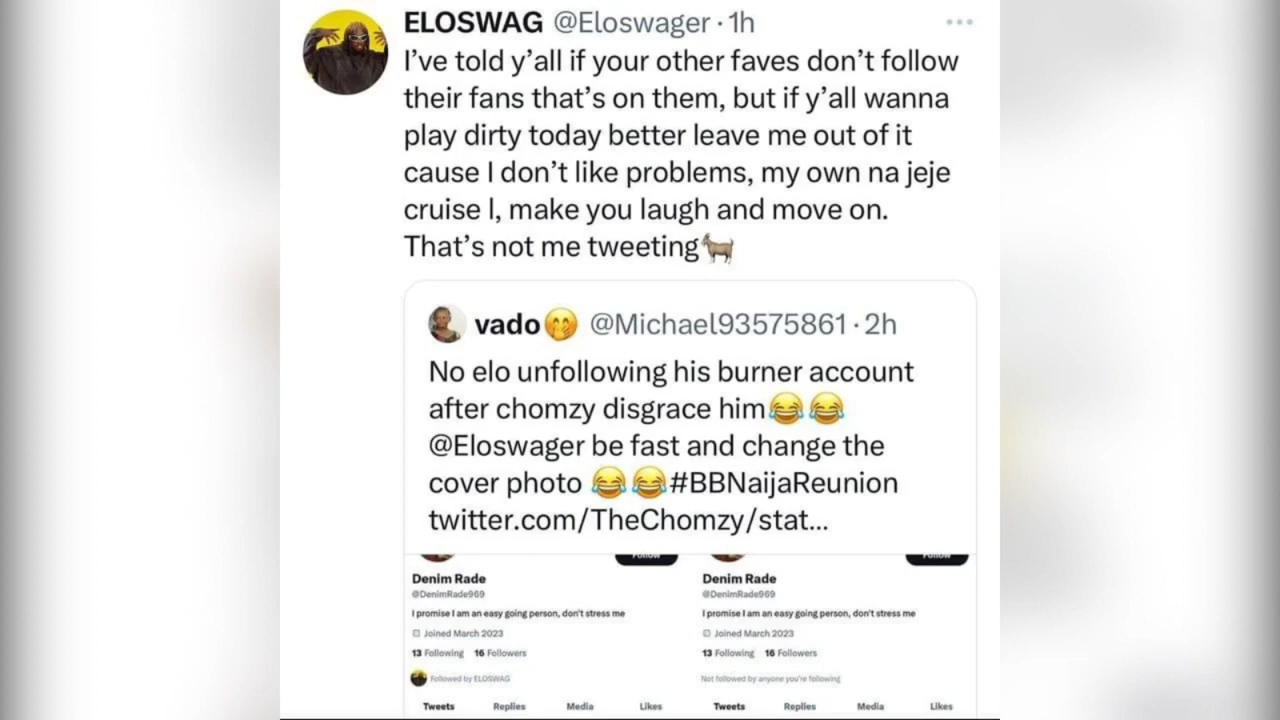 ELOSWAG @Eloswager · 1h
I've told y'all if your other faves don't follow
their fans that's on them, but if y'all wanna
play dirty today better leave me out of it
cause I don't like problems, my own na jeje
cruise I, make you laugh and move on.
That's not me tweeting🐐
vado🤭 @Michael93575861 · 2h
No elo unfollowing his burner account
after chomzy disgrace him😂😂
@Eloswager be fast and change the
cover photo 😂😂#BBNaijaReunion
twitter.com/TheChomzy/stat...
Follow Follow
Denim Rade Denim Rade
@DenimRade969 @DenimRade969
I promise I am an easy going person, don't stress me I promise I am an easy going person, don't stress me
Joined March 2023 Joined March 2023
13 Following 16 Followers 13 Following 16 Followers
Followed by ELOSWAG Not followed by anyone you're following
Tweets Replies Media Likes Tweets Replies Media Likes